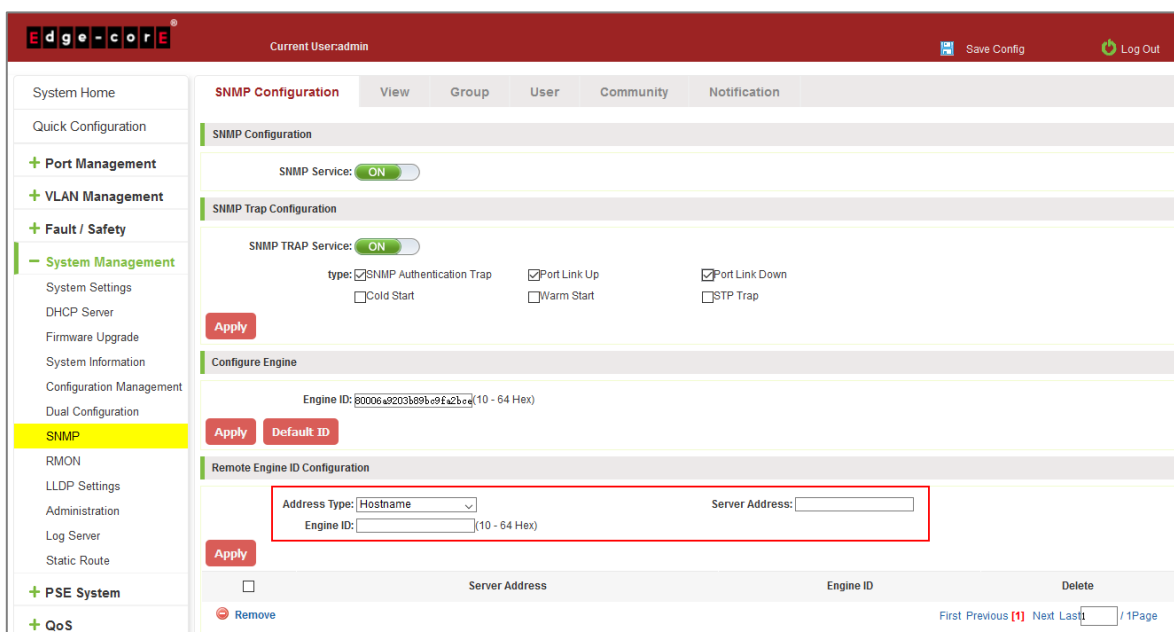 Edge-corE®
Current User:admin
Save Config
Log Out
System Home
Quick Configuration
+ Port Management
+ VLAN Management
+ Fault / Safety
− System Management
System Settings
DHCP Server
Firmware Upgrade
System Information
Configuration Management
Dual Configuration
SNMP
RMON
LLDP Settings
Administration
Log Server
Static Route
+ PSE System
+ QoS
SNMP Configuration View Group User Community Notification
SNMP Configuration
SNMP Service: ON
SNMP Trap Configuration
SNMP TRAP Service: ON
type: SNMP Authentication Trap Port Link Up Port Link Down
Cold Start Warm Start STP Trap
Apply
Configure Engine
Engine ID: 80006a9203b89bc9fa2bce (10 - 64 Hex)
Apply Default ID
Remote Engine ID Configuration
Address Type: Hostname Server Address:
Engine ID: (10 - 64 Hex)
Apply
Server Address Engine ID Delete
Remove First Previous [1] Next Last 1 / 1Page